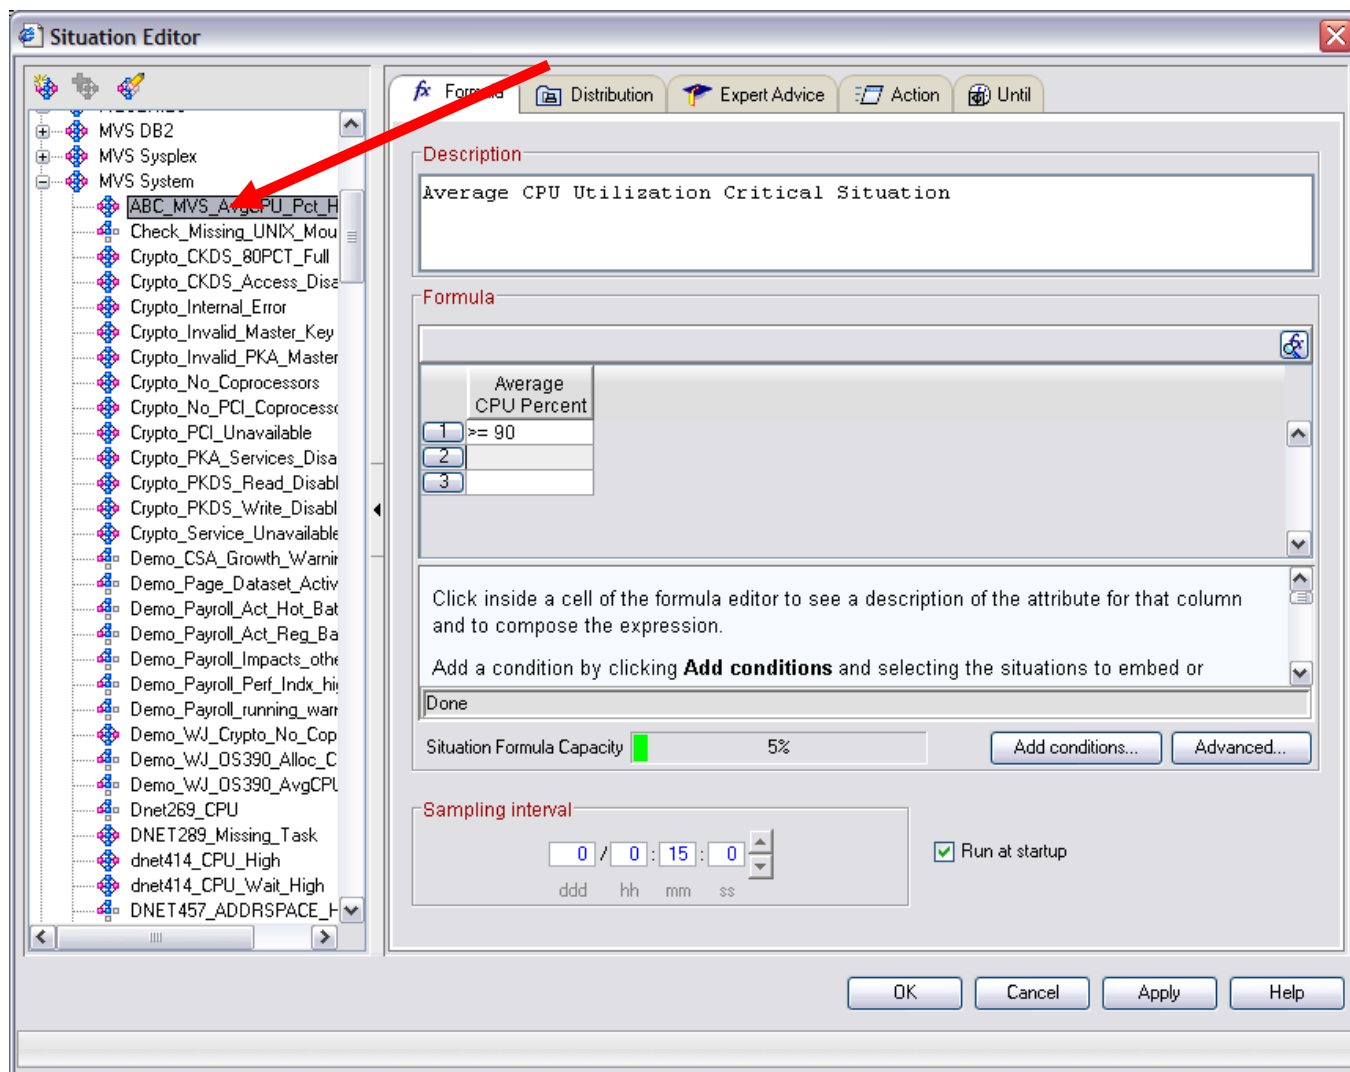 Situation Editor
MVS DB2
MVS Sysplex
MVS System
ABC_MVS_AvgCPU_Pct_H
Check_Missing_UNIX_Mou
Crypto_CKDS_80PCT_Full
Crypto_CKDS_Access_Disa
Crypto_Internal_Error
Crypto_Invalid_Master_Key
Crypto_Invalid_PKA_Master
Crypto_No_Coprocessors
Crypto_No_PCI_Coprocesso
Crypto_PCI_Unavailable
Crypto_PKA_Services_Disa
Crypto_PKDS_Read_Disabl
Crypto_PKDS_Write_Disabl
Crypto_Service_Unavailable
Demo_CSA_Growth_Warnin
Demo_Page_Dataset_Activ
Demo_Payroll_Act_Hot_Bat
Demo_Payroll_Act_Reg_Ba
Demo_Payroll_Impacts_othe
Demo_Payroll_Perf_Indx_hig
Demo_Payroll_running_warn
Demo_WJ_Crypto_No_Cop
Demo_WJ_OS390_Alloc_C
Demo_WJ_OS390_AvgCPU
Dnet269_CPU
DNET289_Missing_Task
dnet414_CPU_High
dnet414_CPU_Wait_High
DNET457_ADDRSPACE_H
fx Formula Distribution Expert Advice Action Until
Description
Average CPU Utilization Critical Situation
Formula
Average
CPU Percent
1 >= 90
2
3
Click inside a cell of the formula editor to see a description of the attribute for that column
and to compose the expression.
Add a condition by clicking Add conditions and selecting the situations to embed or
Done
Situation Formula Capacity 5% Add conditions... Advanced...
Sampling interval
0 / 0 : 15 : 0
ddd hh mm ss
Run at startup
OK Cancel Apply Help